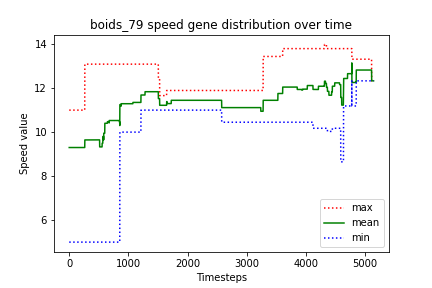 boids_79 speed gene distribution over time
14
12
10
8
6
Speed value
0
1000
2000
3000
4000
5000
Timesteps
max
mean
min